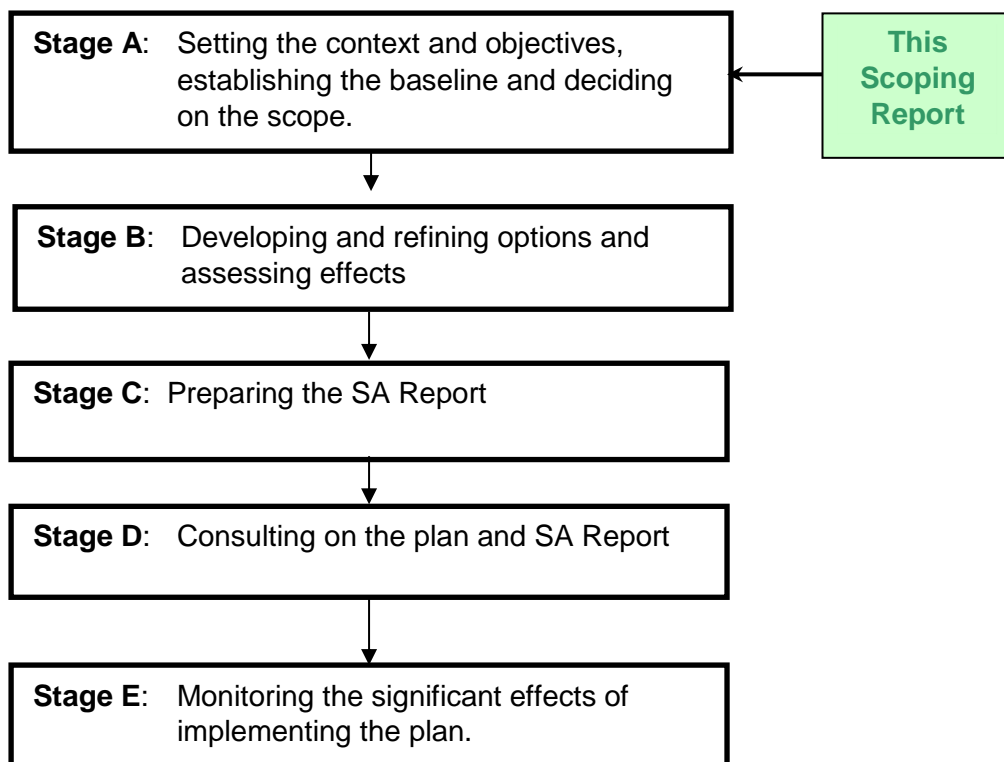 Stage A: Setting the context and objectives,
establishing the baseline and deciding
on the scope.
This
Scoping
Report
Stage B: Developing and refining options and
assessing effects
Stage C: Preparing the SA Report
Stage D: Consulting on the plan and SA Report
Stage E: Monitoring the significant effects of
implementing the plan.